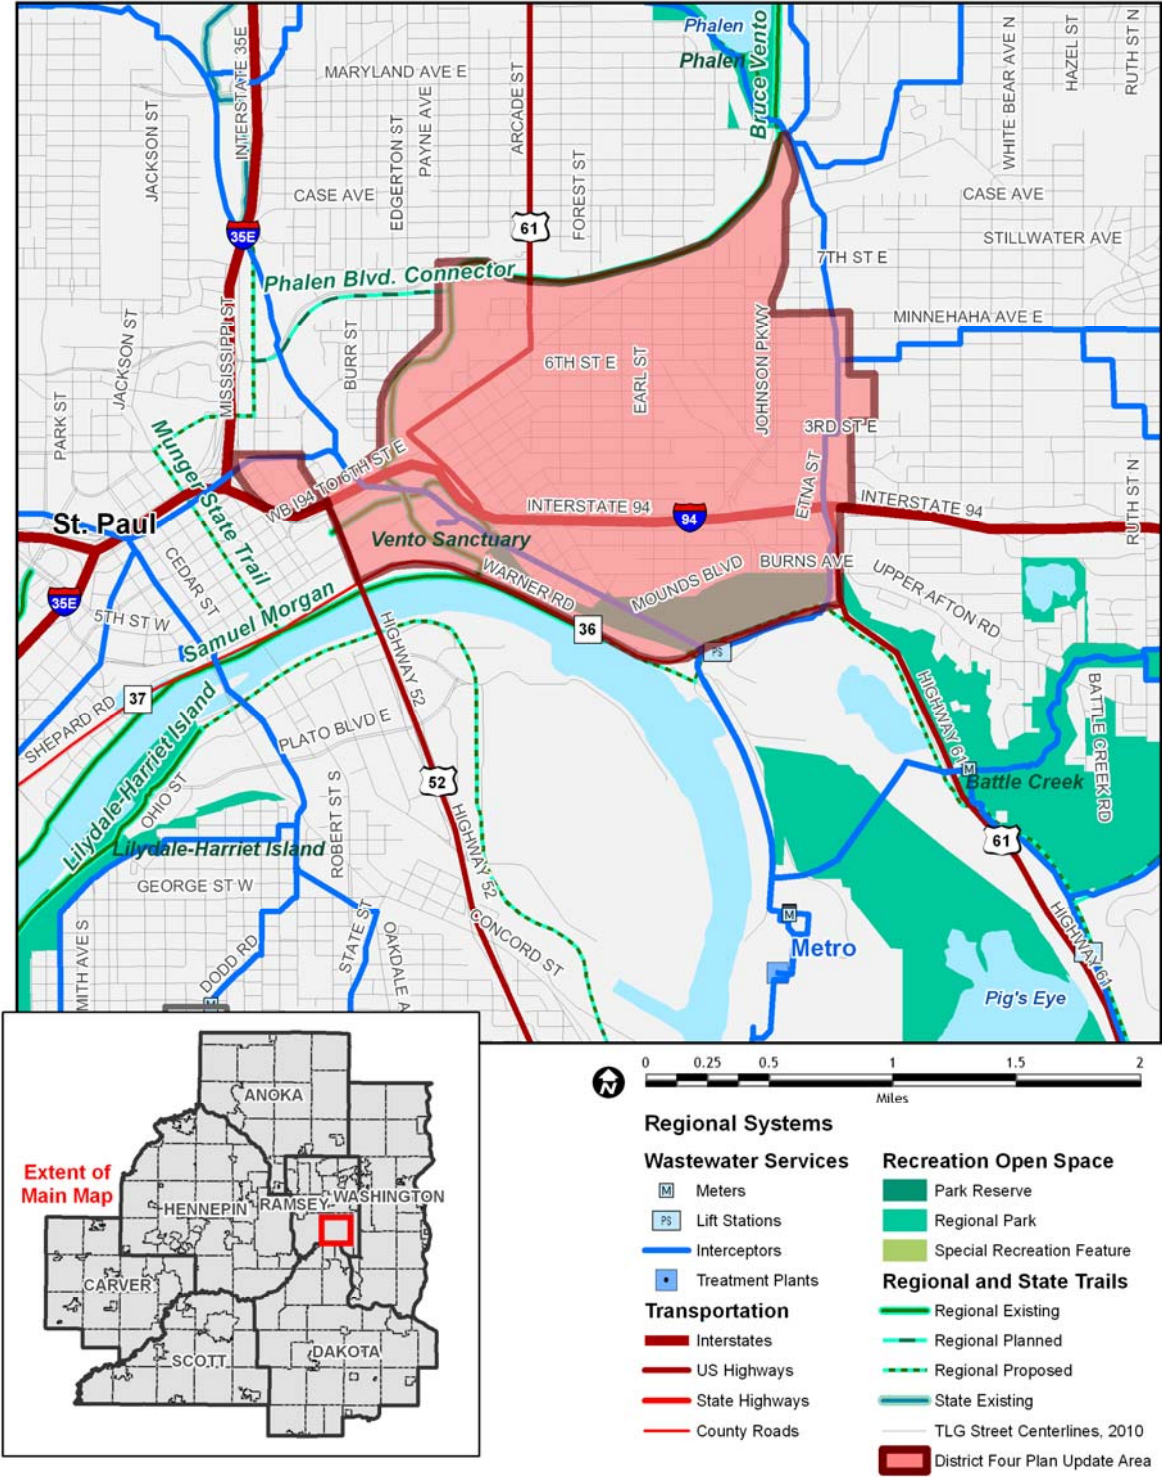 Phalen
Phalen
Bruce Vento
INTERSTATE 35E
MARYLAND AVE E
JACKSON ST
EDGERTON ST
PAYNE AVE
ARCADE ST
FOREST ST
WHITE BEAR AVE N
HAZEL ST
RUTH ST N
CASE AVE
CASE AVE
35E
61
STILLWATER AVE
7TH ST E
Phalen Blvd. Connector
MINNEHAHA AVE E
MISSISSIPPI ST
JACKSON ST
BURR ST
PARK ST
6TH ST E
EARL ST
JOHNSON PKWY
3RD ST E
ETNA ST
Munger State Trail
WB I94 TO 6TH ST E
INTERSTATE 94
94
INTERSTATE 94
RUTH ST N
St. Paul
Vento Sanctuary
CEDAR ST
WARNER RD
MOUNDS BLVD
BURNS AVE
UPPER AFTON RD
35E
5TH ST W
Samuel Morgan
36
PS
HIGHWAY 52
37
SHEPARD RD
HIGHWAY 61
BATTLE CREEK RD
PLATO BLVD E
Lilydale-Harriet Island
OHIO ST
52
M
Battle Creek
ROBERT ST S
HIGHWAY 52
61
Lilydale-Harriet Island
GEORGE ST W
STATE ST
OAKDALE A
CONCORD ST
M
Metro
MITH AVE S
DODD RD
HIGHWAY 61
Pig's Eye
M
0 0.25 0.5 1 1.5 2
Miles
N
ANOKA
Extent of
Main Map
HENNEPIN
RAMSEY
WASHINGTON
CARVER
SCOTT
DAKOTA
Regional Systems
Wastewater Services
M Meters
PS Lift Stations
Interceptors
Treatment Plants
Transportation
Interstates
US Highways
State Highways
County Roads
Recreation Open Space
Park Reserve
Regional Park
Special Recreation Feature
Regional and State Trails
Regional Existing
Regional Planned
Regional Proposed
State Existing
TLG Street Centerlines, 2010
District Four Plan Update Area